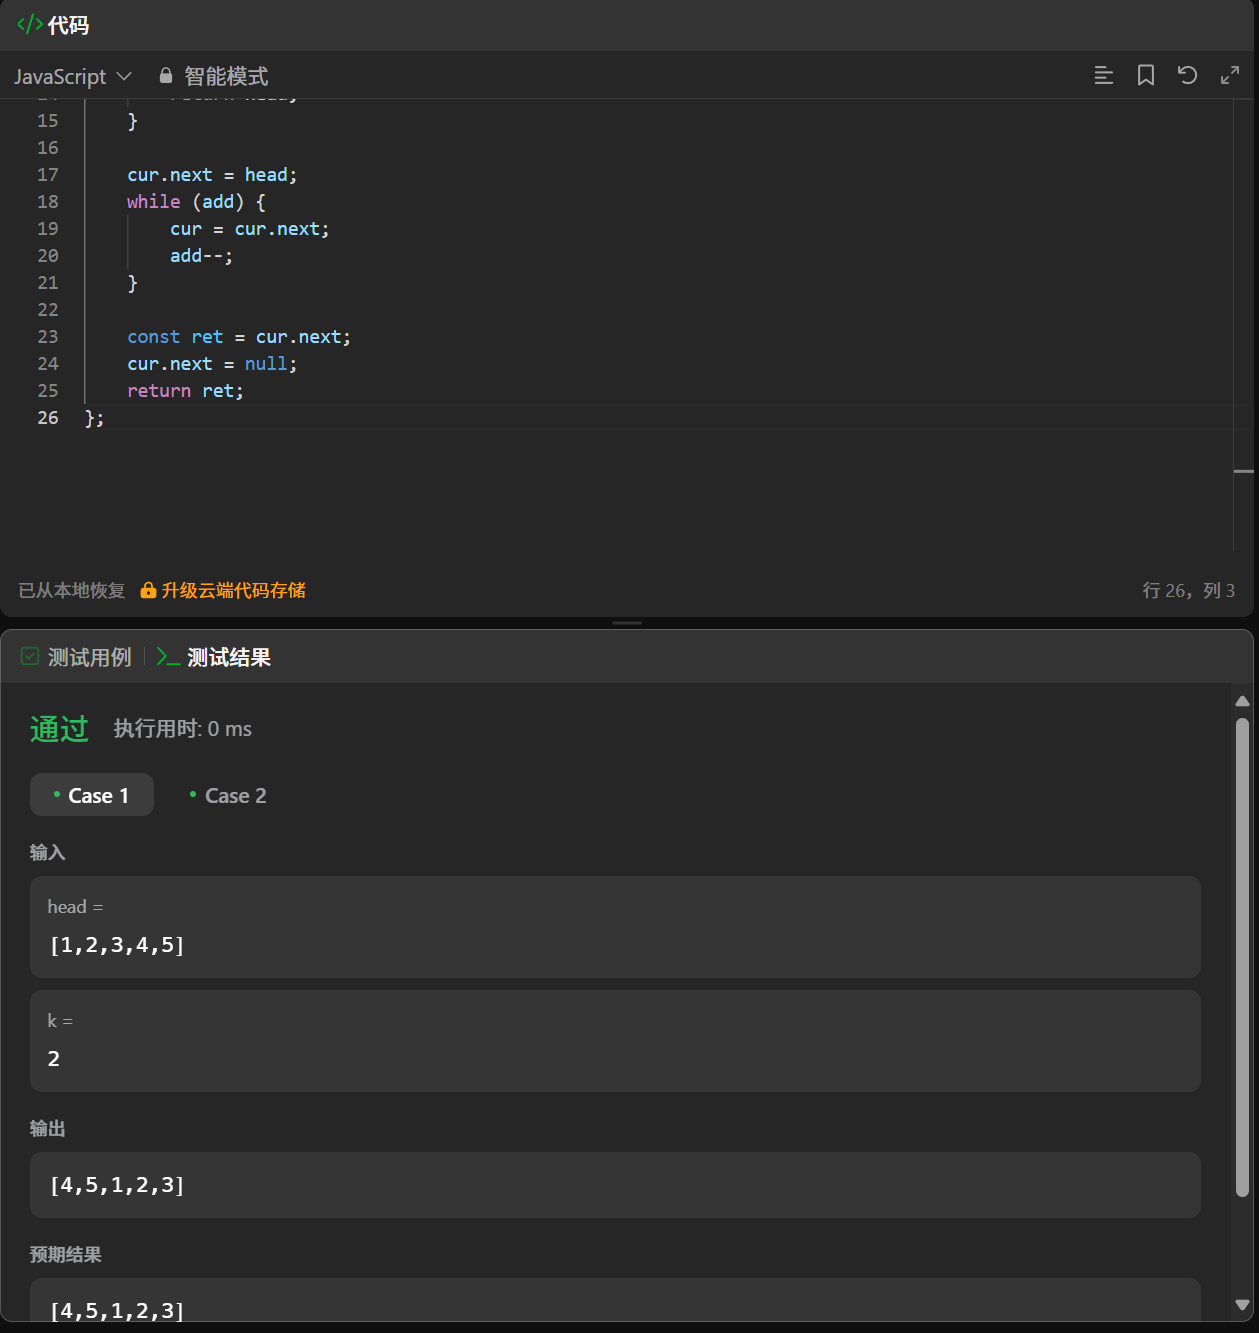 </> 代码
JavaScript 智能模式
15 }
16
17 cur.next = head;
18 while (add) {
19 cur = cur.next;
20 add--;
21 }
22
23 const ret = cur.next;
24 cur.next = null;
25 return ret;
26 };
已从本地恢复 升级云端代码存储 行 26, 列 3
测试用例 >_ 测试结果
通过 执行用时: 0 ms
• Case 1 • Case 2
输入
head =
[1,2,3,4,5]
k =
2
输出
[4,5,1,2,3]
预期结果
[4,5,1,2,3]